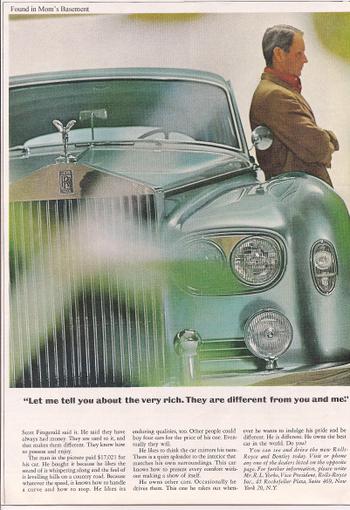 Found in Mom's Basement
"Let me tell you about the very rich. They are different from you and me."
Scott Fitzgerald said it. He said they
have always had money. They are used to it, and
that makes them different. They know how
to possess and enjoy.
The man in the picture paid $17,021 for
his car. He bought it because he likes the
sound of it whispering along and the feel of
it levelling hills on a country road. Because
whatever the speed, it knows how to handle
a curve and how to stop. He likes its
enduring qualities, too. Other people could
buy four cars for the price of his one. Even-
tually they will.
He likes to think the car mirrors his taste.
There is a quiet splendor to the interior that
matches his own surroundings. This car
knows how to present every comfort with-
out making a show of itself.
He owns other cars. Occasionally he
drives them. This one he takes out when-
ever he wants to indulge his pride and be
different. He is different. He owns the best
car in the world. Do you?
You can see and drive the new Rolls-
Royce and Bentley today. Visit or phone
any one of the dealers listed on the opposite
page. For further information, please write
Mr. R. L. Yorke, Vice President, Rolls-Royce
Inc., 45 Rockefeller Plaza, Suite 469, New
York 20, N.Y.